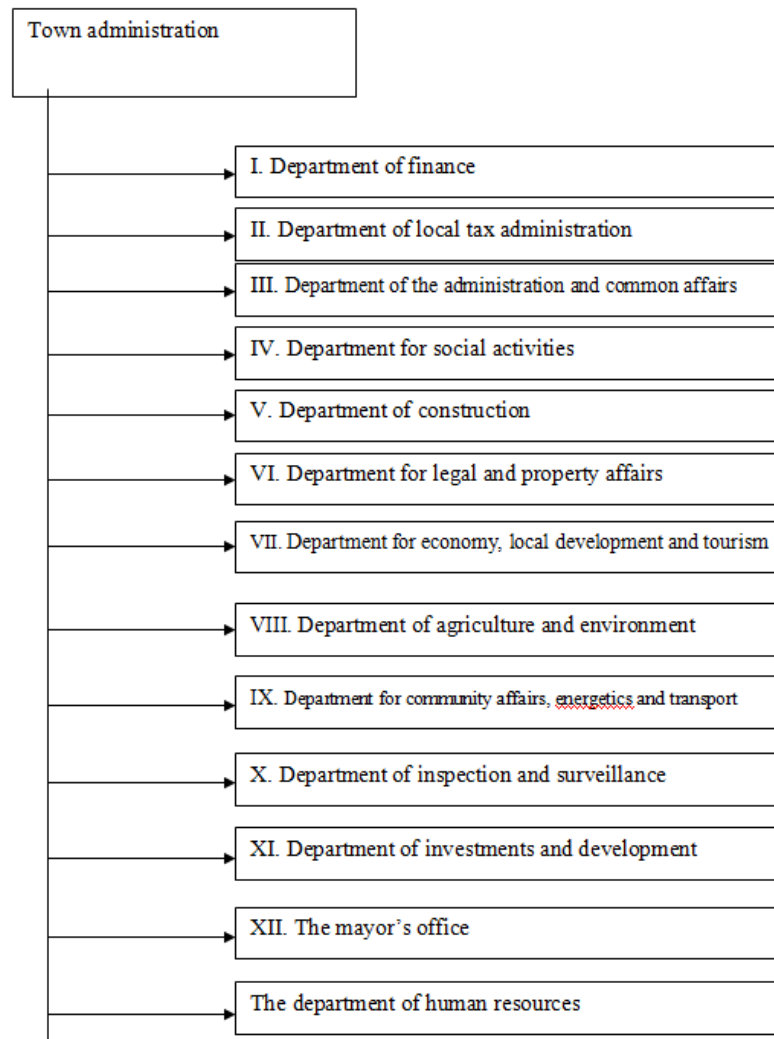 Town administration
I. Department of finance
II. Department of local tax administration
III. Department of the administration and common affairs
IV. Department for social activities
V. Department of construction
VI. Department for legal and property affairs
VII. Department for economy, local development and tourism
VIII. Department of agriculture and environment
IX. Department for community affairs, energetics and transport
X. Department of inspection and surveillance
XI. Department of investments and development
XII. The mayor’s office
The department of human resources